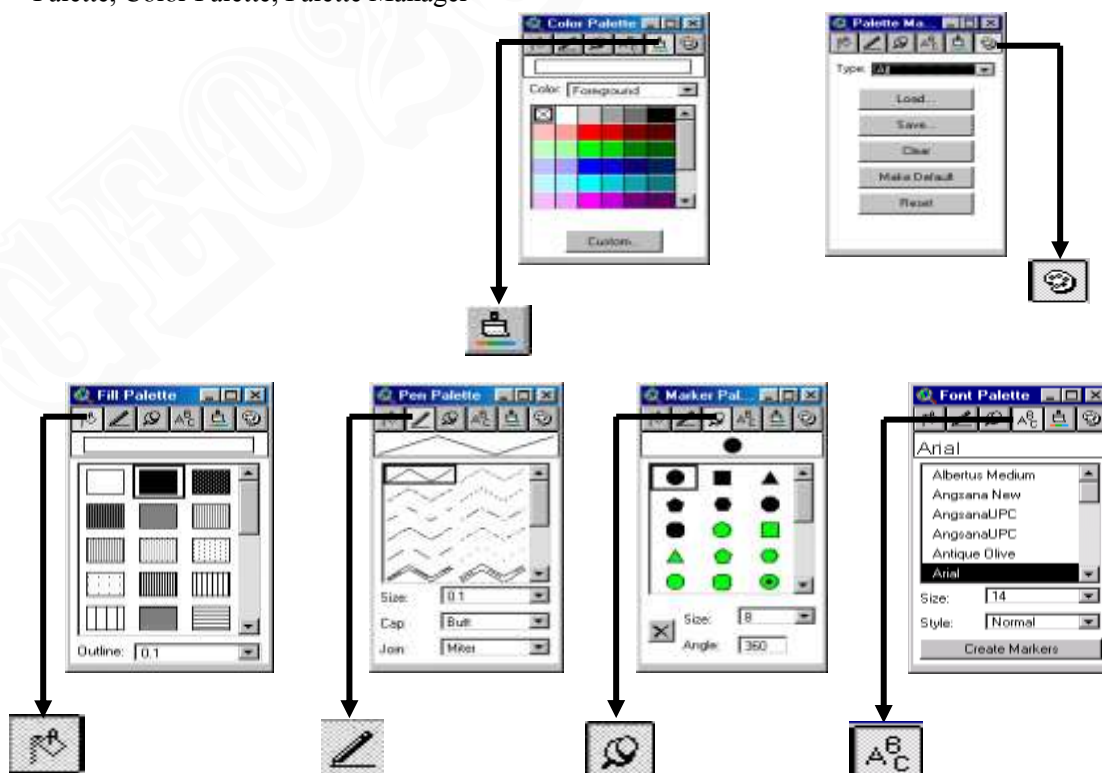 Palette, Color Palette, Palette Manager
Color Palette
Color: Foreground
Custom...
Palette Ma...
Type: All
Load...
Save...
Clear
Make Default
Reset
Fill Palette
Outline: 0.1
Pen Palette
Size: 0.1
Cap: Butt
Join: Miter
Marker Pal...
Size: 8
Angle: 360
Font Palette
Arial
Albertus Medium
Angsana New
AngsanaUPC
AngsanaUPC
Antique Olive
Arial
Size: 14
Style: Normal
Create Markers
A B C